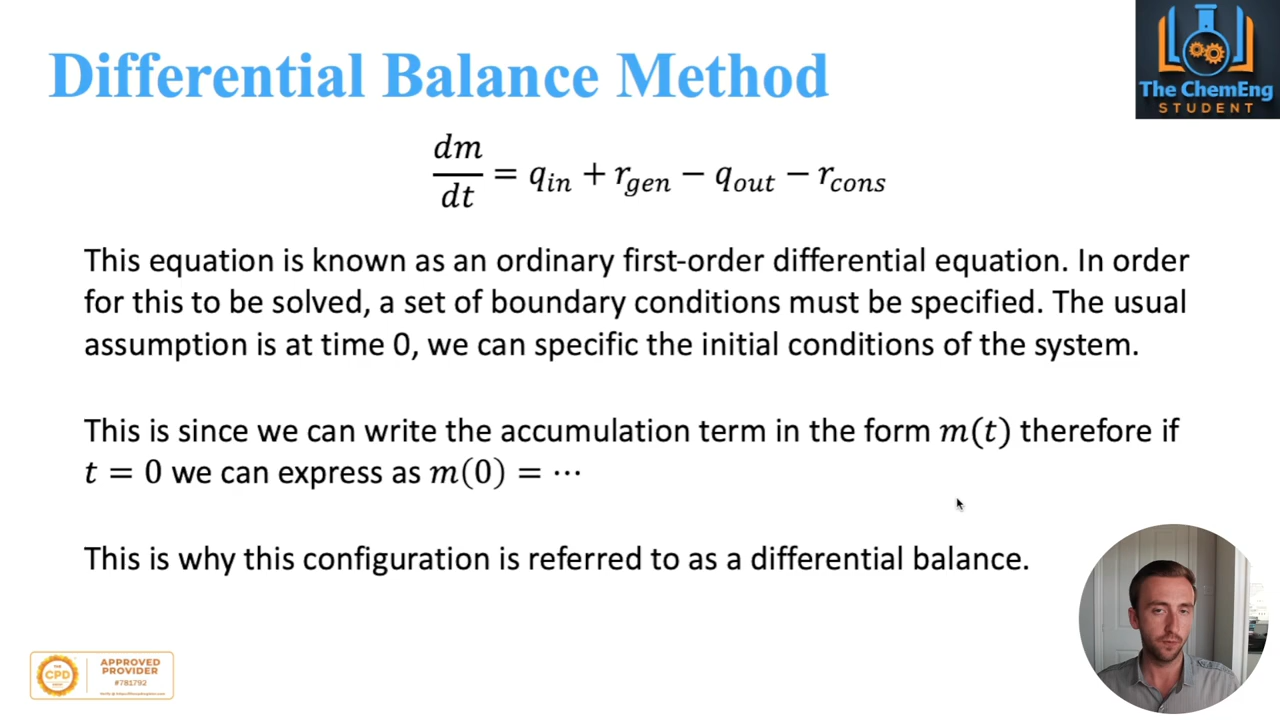 Differential Balance Method
The ChemEng
STUDENT
dm/dt = q_in + r_gen − q_out − r_cons
This equation is known as an ordinary first-order differential equation. In order
for this to be solved, a set of boundary conditions must be specified. The usual
assumption is at time 0, we can specific the initial conditions of the system.
This is since we can write the accumulation term in the form m(t) therefore if
t = 0 we can express as m(0) = ⋯
This is why this configuration is referred to as a differential balance.
THE
CPD
APPROVED
PROVIDER
#781792